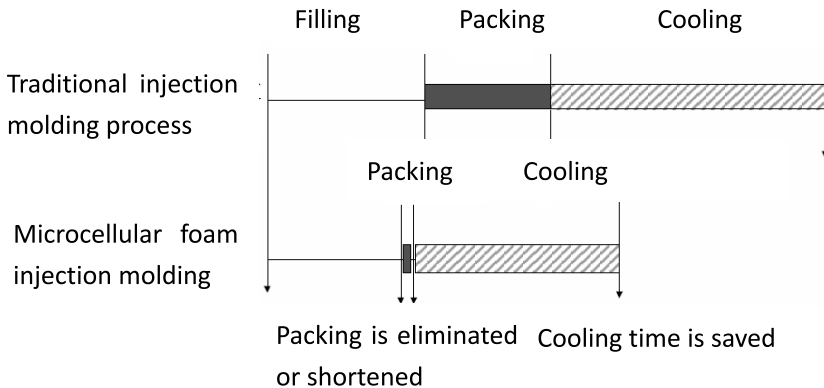 Filling Packing Cooling
Traditional injection
molding process
Packing Cooling
Microcellular foam
injection molding
Packing is eliminated Cooling time is saved
or shortened